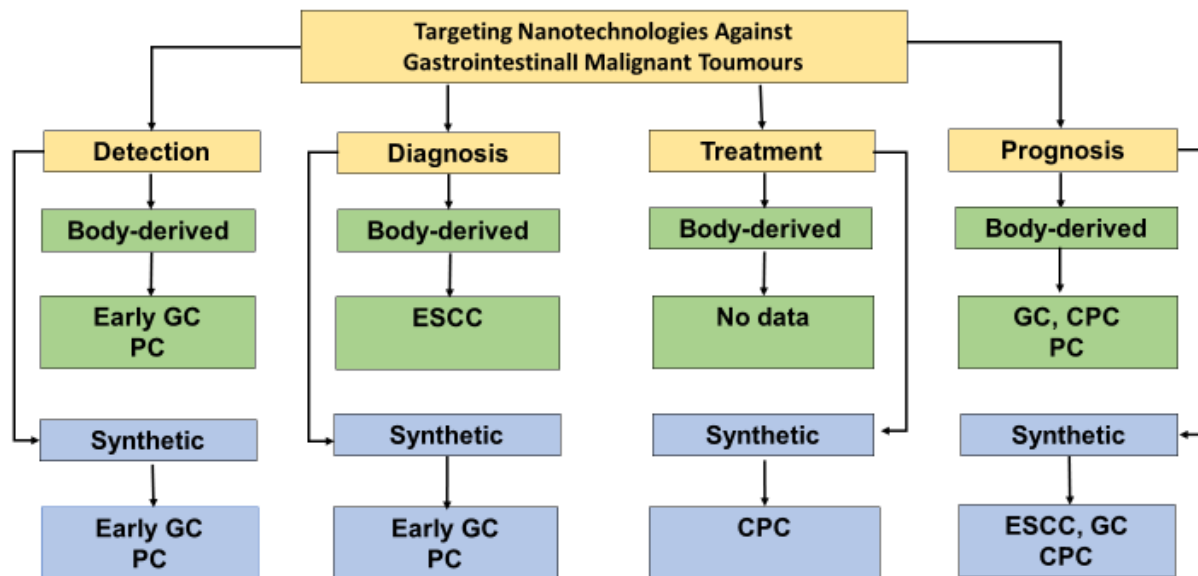 Targeting Nanotechnologies Against
Gastrointestinall Malignant Toumours
Detection
Diagnosis
Treatment
Prognosis
Body-derived
Body-derived
Body-derived
Body-derived
Early GC
PC
ESCC
No data
GC, CPC
PC
Synthetic
Synthetic
Synthetic
Synthetic
Early GC
PC
Early GC
PC
CPC
ESCC, GC
CPC